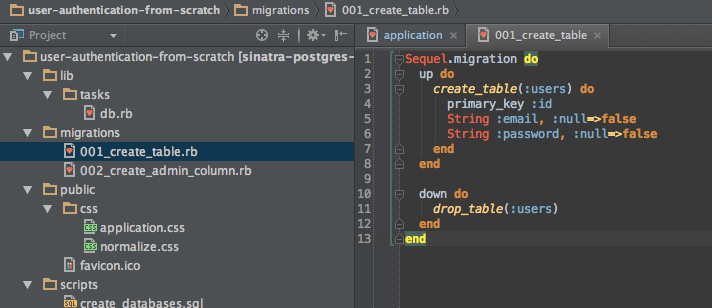 user-authentication-from-scratch migrations 001_create_table.rb
Project
application 001_create_table
user-authentication-from-scratch [sinatra-postgres-
lib
tasks
db.rb
migrations
001_create_table.rb
002_create_admin_column.rb
public
css
application.css
normalize.css
favicon.ico
scripts
create_databases.sql
1 Sequel.migration do
2 up do
3 create_table(:users) do
4 primary_key :id
5 String :email, :null=>false
6 String :password, :null=>false
7 end
8 end
9
10 down do
11 drop_table(:users)
12 end
13 end